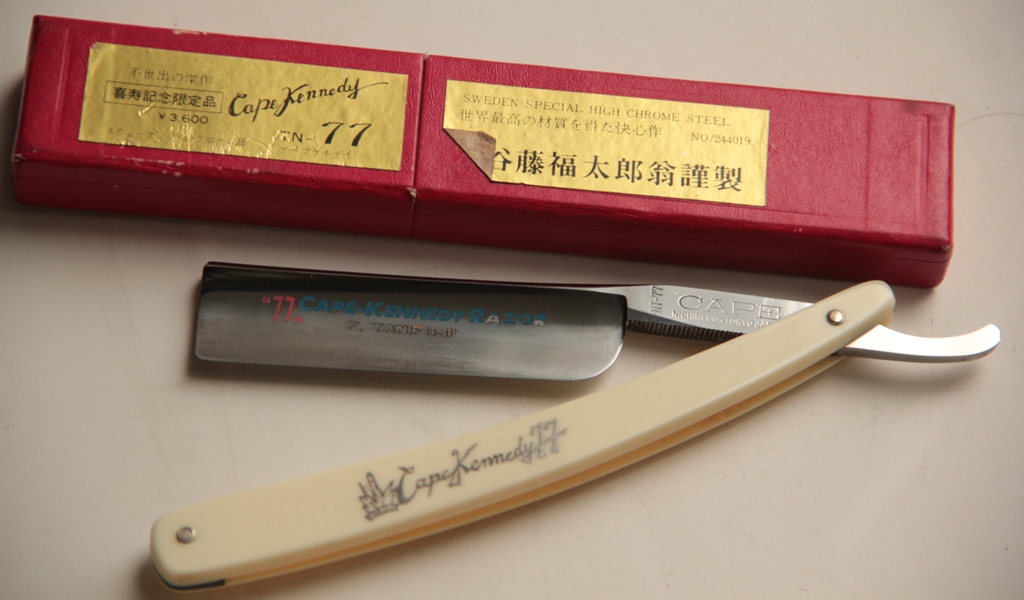 不世出の傑作
喜寿記念限定品
Cape Kennedy
￥3,600
TN-77
SWEDEN SPECIAL HIGH CHROME STEEL
世界最高の材質を得た快心作
NO/244019
谷藤福太郎翁謹製
"77" CAPE-KENNEDY RAZOR
CAPE
Cape Kennedy 77